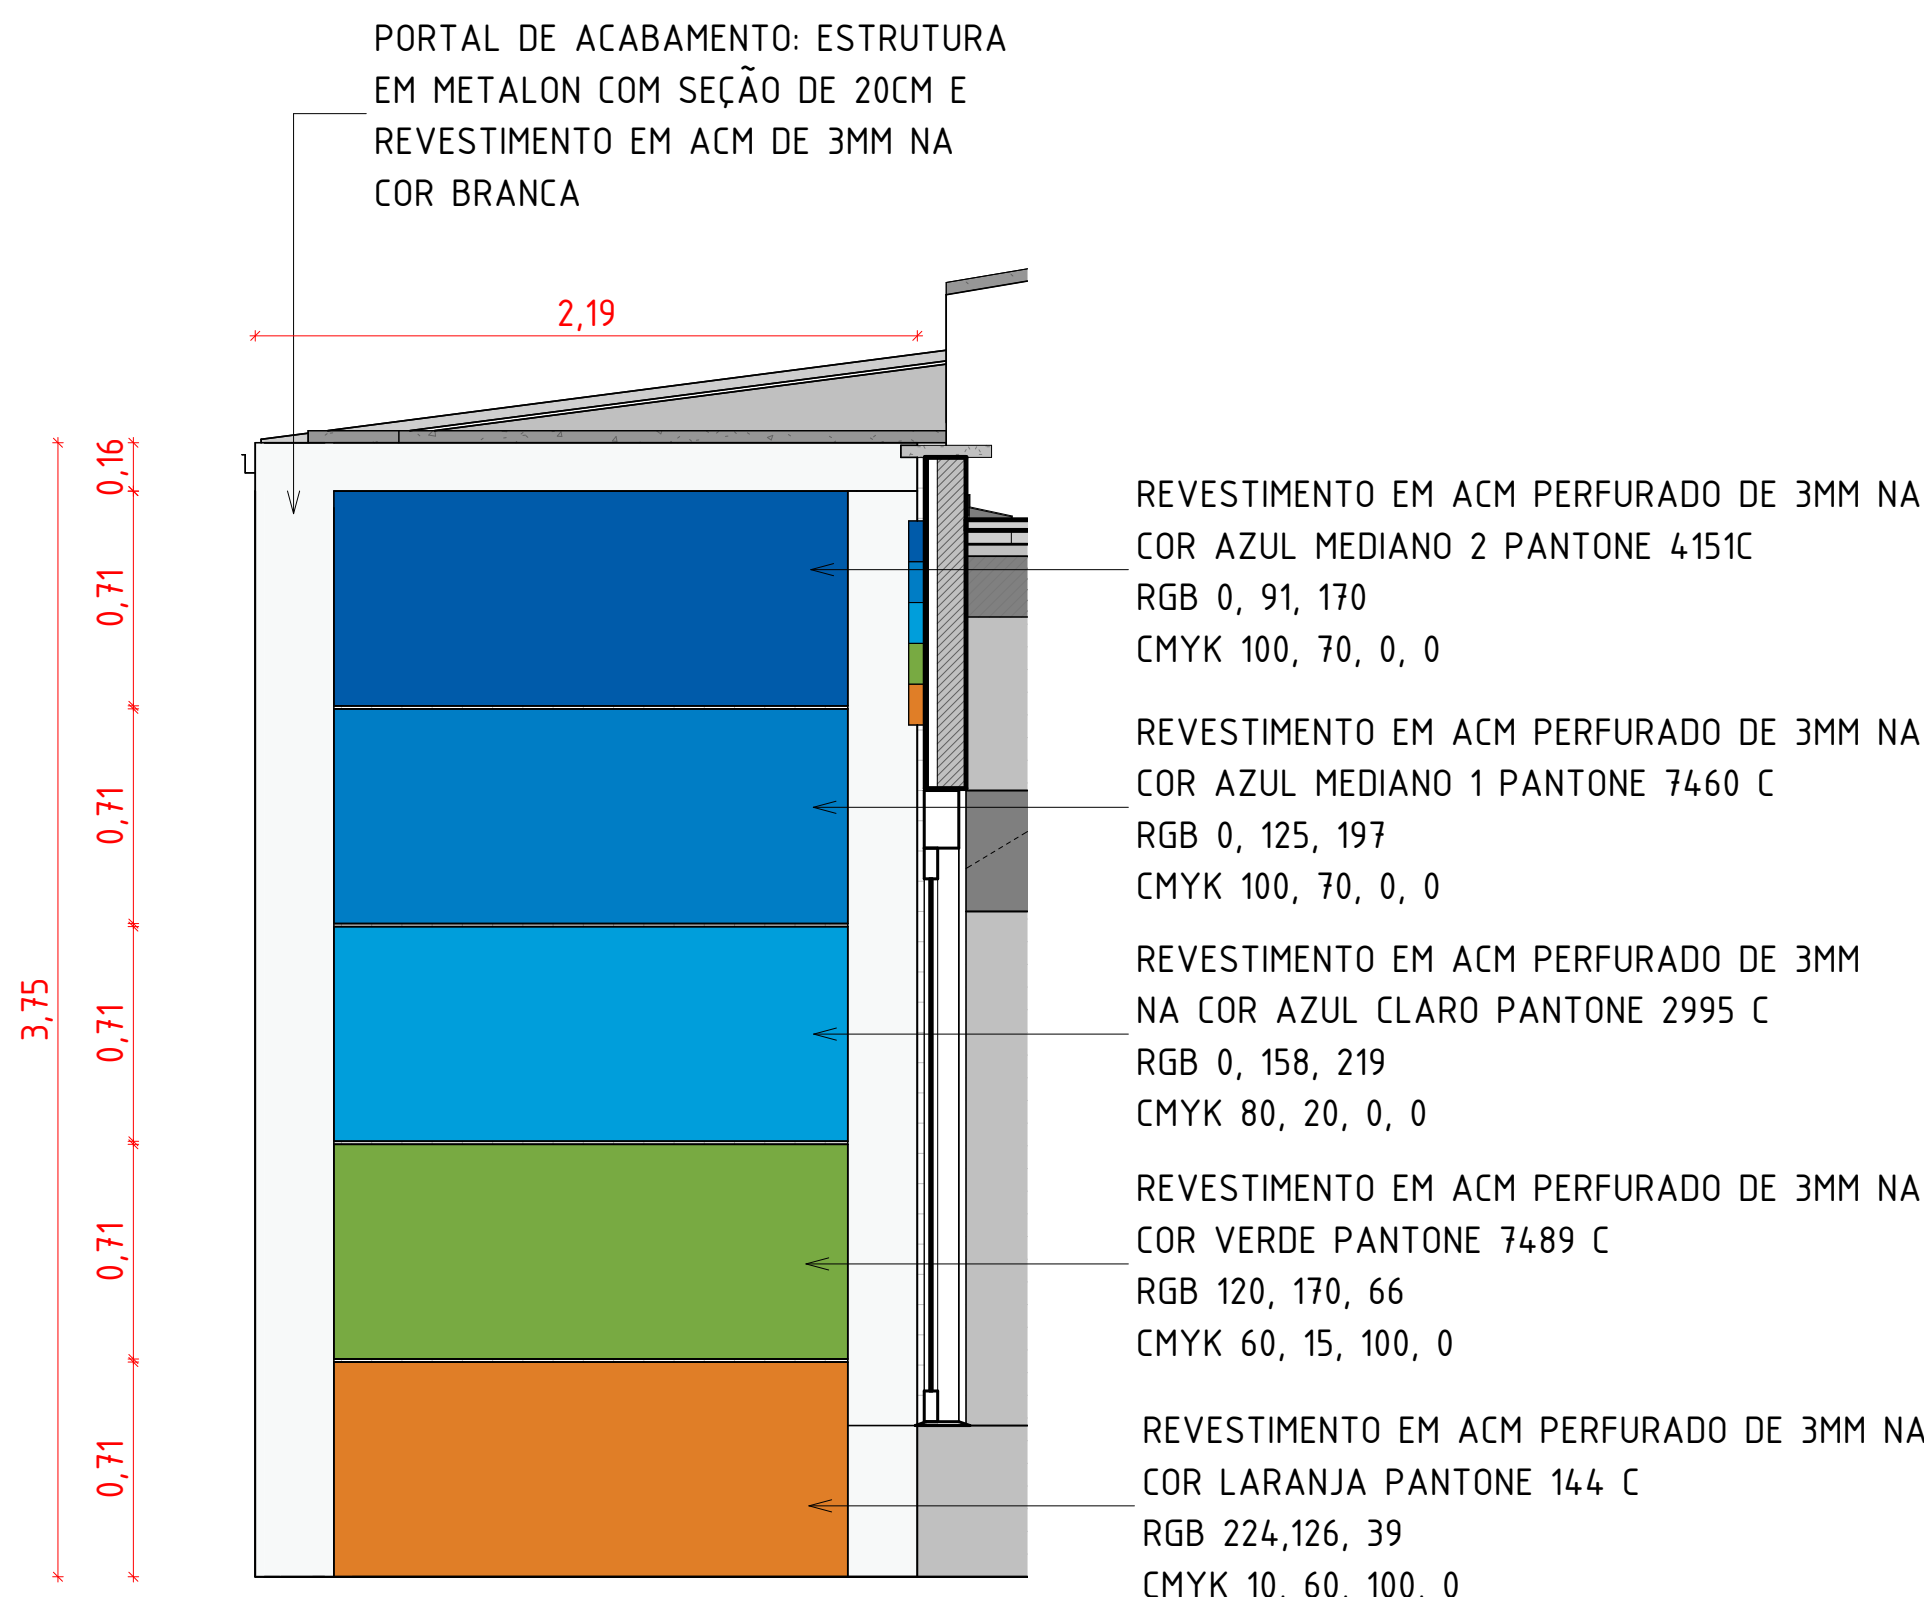 PORTAL DE ACABAMENTO: ESTRUTURA
EM METALON COM SEÇÃO DE 20CM E
REVESTIMENTO EM ACM DE 3MM NA
COR BRANCA
2,19
0,16
0,71
0,71
0,71
0,71
0,71
3,75
REVESTIMENTO EM ACM PERFURADO DE 3MM NA
COR AZUL MEDIANO 2 PANTONE 4151C
RGB 0, 91, 170
CMYK 100, 70, 0, 0
REVESTIMENTO EM ACM PERFURADO DE 3MM NA
COR AZUL MEDIANO 1 PANTONE 7460 C
RGB 0, 125, 197
CMYK 100, 70, 0, 0
REVESTIMENTO EM ACM PERFURADO DE 3MM
NA COR AZUL CLARO PANTONE 2995 C
RGB 0, 158, 219
CMYK 80, 20, 0, 0
REVESTIMENTO EM ACM PERFURADO DE 3MM NA
COR VERDE PANTONE 7489 C
RGB 120, 170, 66
CMYK 60, 15, 100, 0
REVESTIMENTO EM ACM PERFURADO DE 3MM NA
COR LARANJA PANTONE 144 C
RGB 224,126, 39
CMYK 10, 60, 100, 0